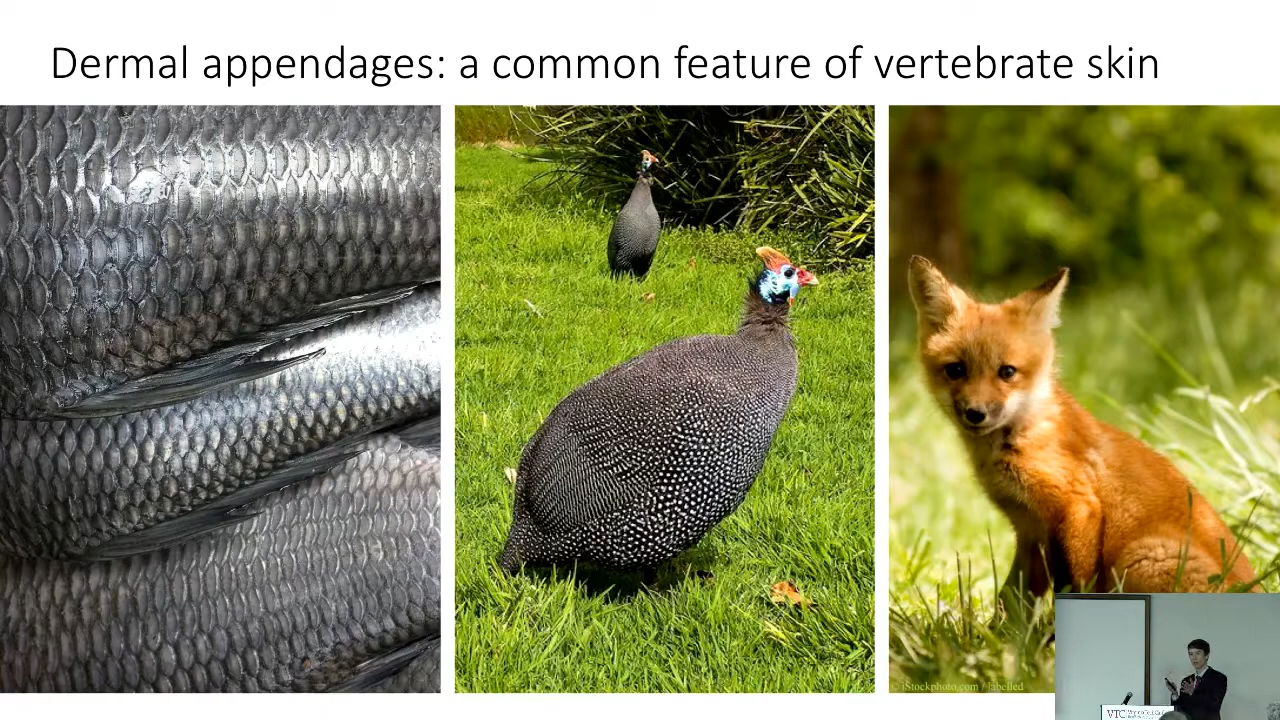 Dermal appendages: a common feature of vertebrate skin
© iStockphoto.com / labelled
VTC